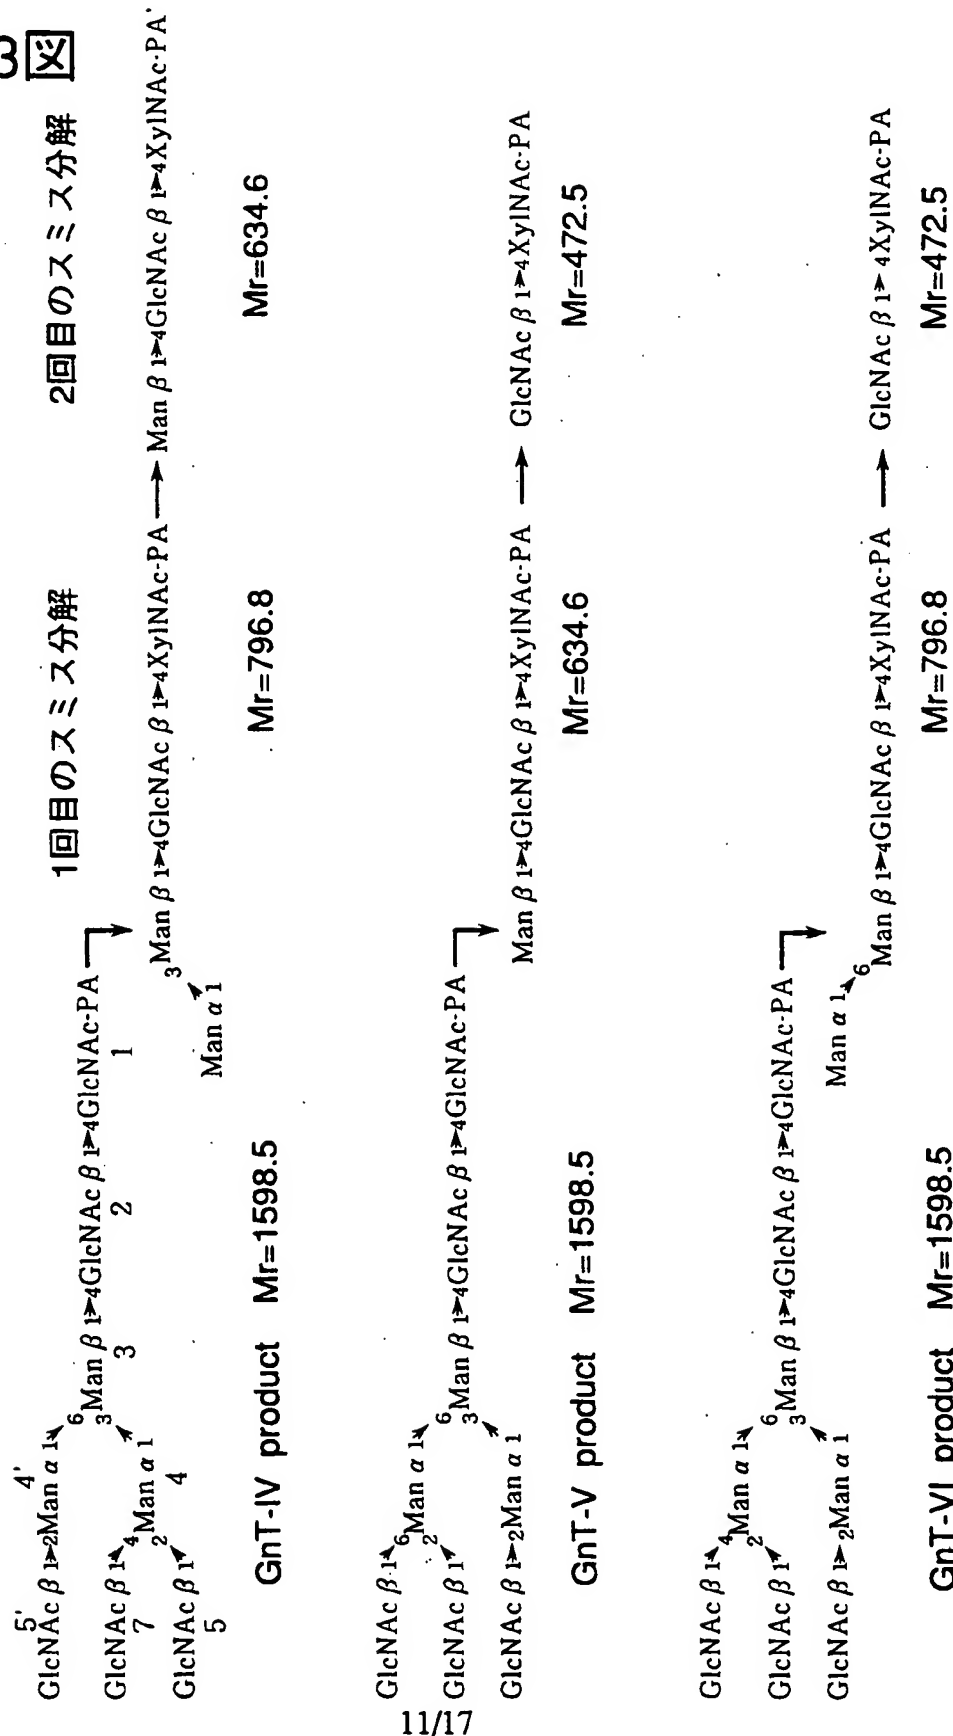 3図
1回目のスミス分解
2回目のスミス分解
5' 4'
GlcNAc β 1→2Man α 1
6
Man β 1→4GlcNAc β 1→4GlcNAc-PA
3
3 2 1
GlcNAc β 1→4
7
Man α 1
4
GlcNAc β 1 2
5
3Man β 1→4GlcNAc β 1→4XylNAc-PA → Man β 1→4GlcNAc β 1→4XylNAc-PA
Man α 1
GnT-IV product Mr=1598.5
Mr=796.8
Mr=634.6
GlcNAc β 1→6
Man α 1
GlcNAc β 1 2
6
Man β 1→4GlcNAc β 1→4GlcNAc-PA
3
GlcNAc β 1→2Man α 1
Man β 1→4GlcNAc β 1→4XylNAc-PA → GlcNAc β 1→4XylNAc-PA
GnT-V product Mr=1598.5
Mr=634.6
Mr=472.5
GlcNAc β 1→4
Man α 1
GlcNAc β 1 2
6
Man β 1→4GlcNAc β 1→4GlcNAc-PA
3
GlcNAc β 1→2Man α 1
Man α 1
6
Man β 1→4GlcNAc β 1→4XylNAc-PA → GlcNAc β 1→4XylNAc-PA
GnT-VI product Mr=1598.5
Mr=796.8
Mr=472.5
11/17